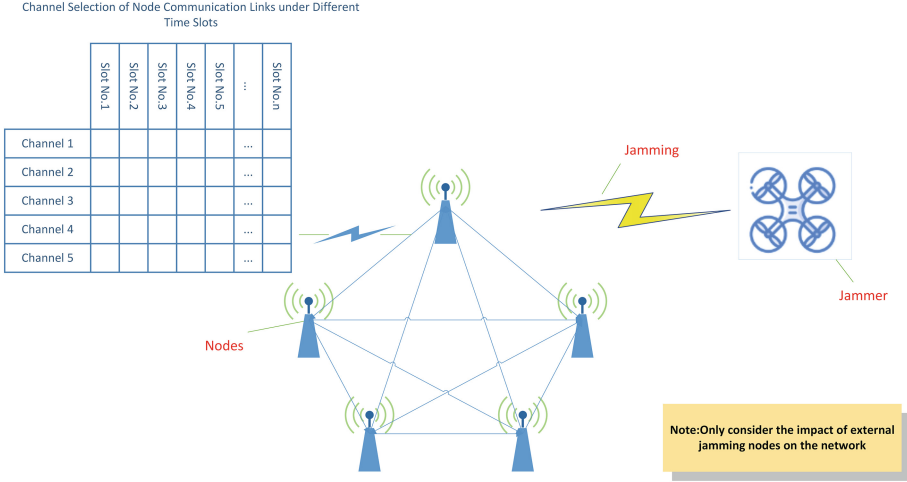 Channel Selection of Node Communication Links under Different
Time Slots
Slot No.1
Slot No.2
Slot No.3
Slot No.4
Slot No.5
...
Slot No.n
Channel 1
...
Channel 2
...
Channel 3
...
Channel 4
...
Channel 5
...
Jamming
Jammer
Nodes
Note:Only consider the impact of external
jamming nodes on the network